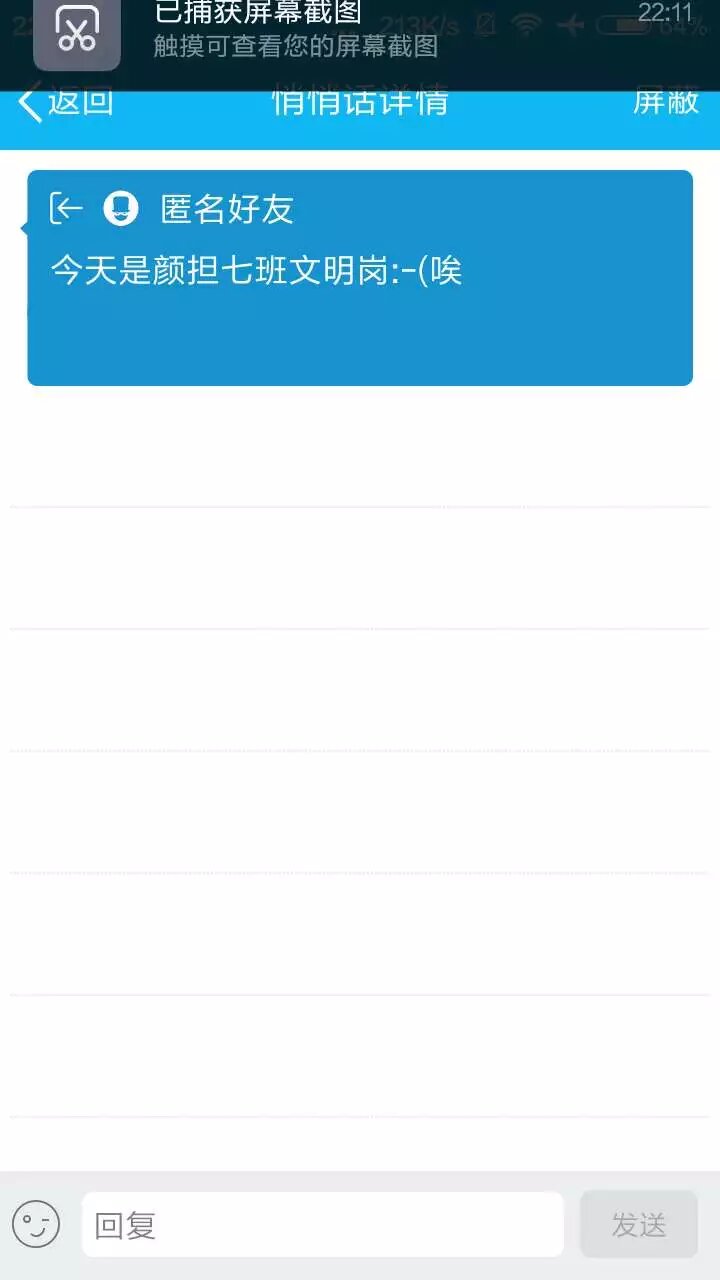 已捕获屏幕截图
22:11
触摸可查看您的屏幕截图
213K/s
64%
返回
悄悄话详情
屏蔽
匿名好友
今天是颜担七班文明岗:-(唉
回复
发送